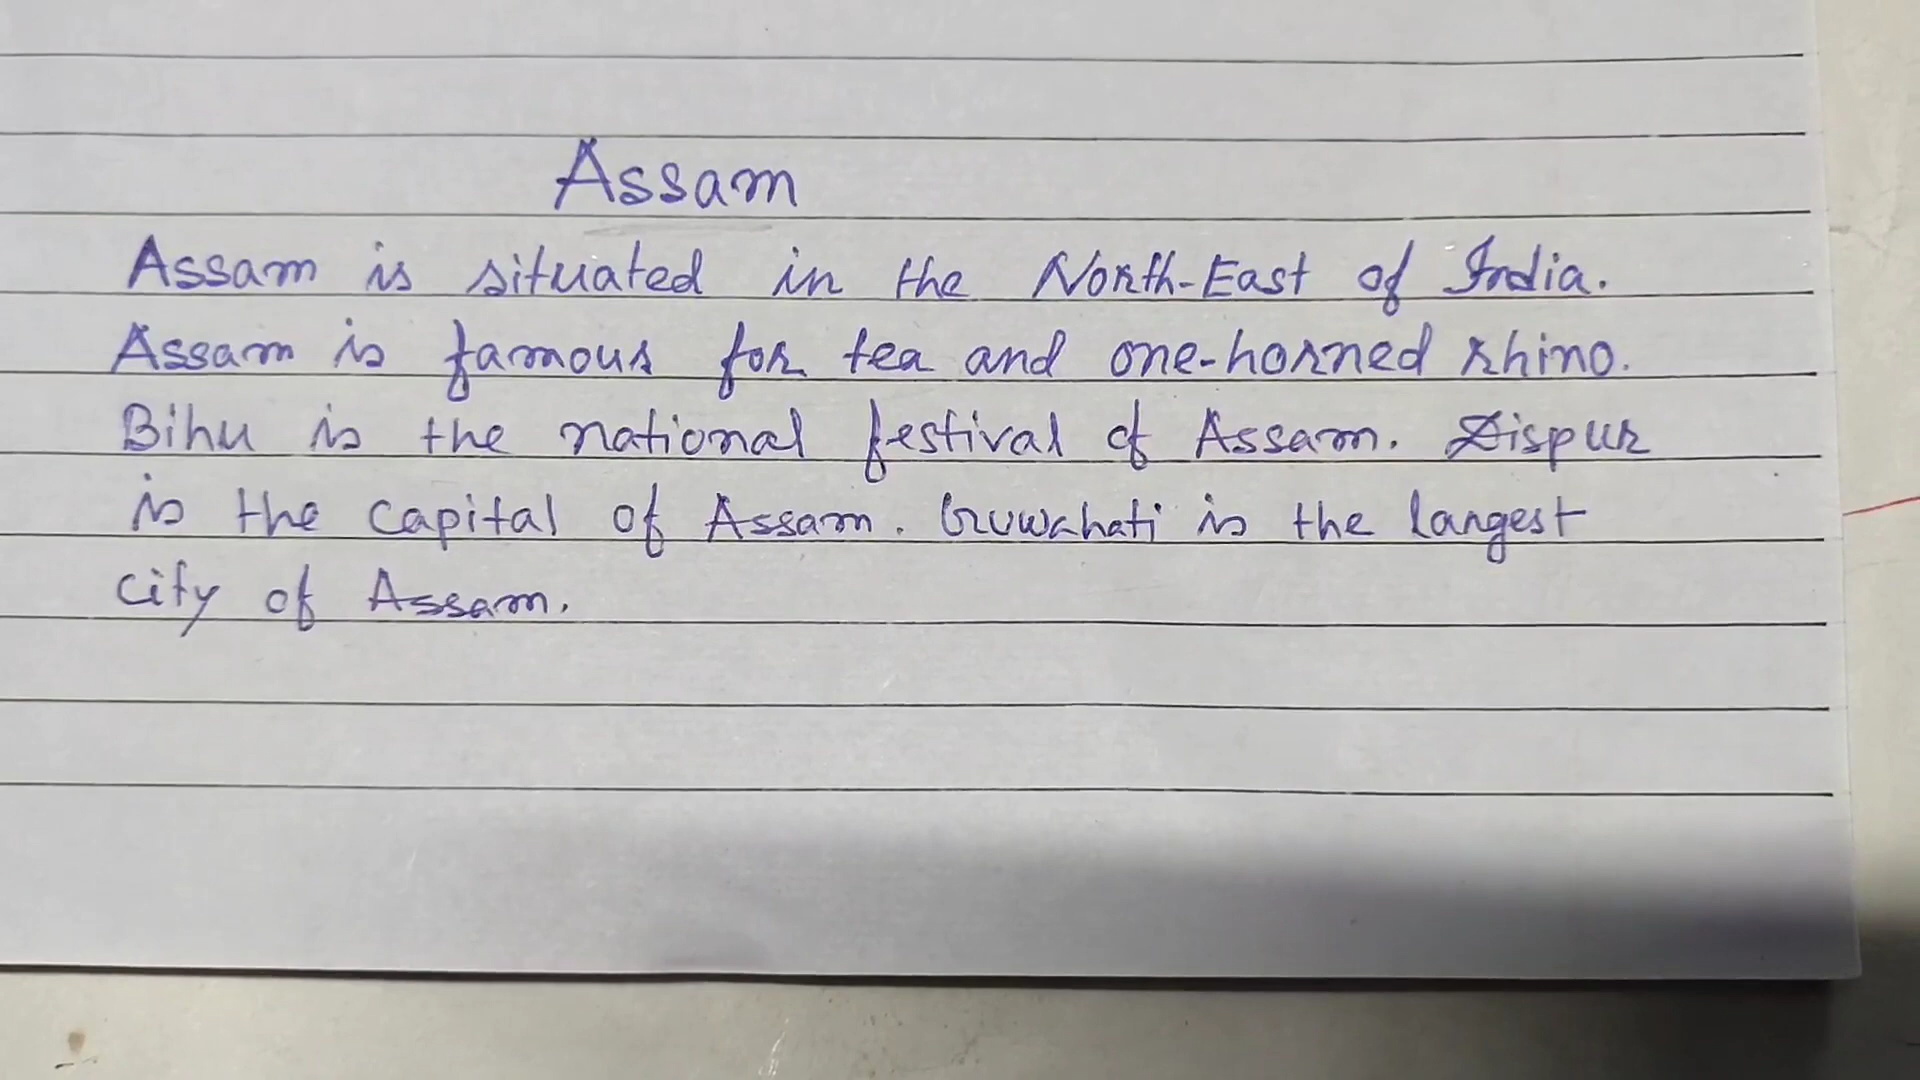 Assam
Assam is situated in the North-East of India.
Assam is famous for tea and one-horned rhino.
Bihu is the national festival of Assam. Dispur
is the capital of Assam. Guwahati is the largest
city of Assam.